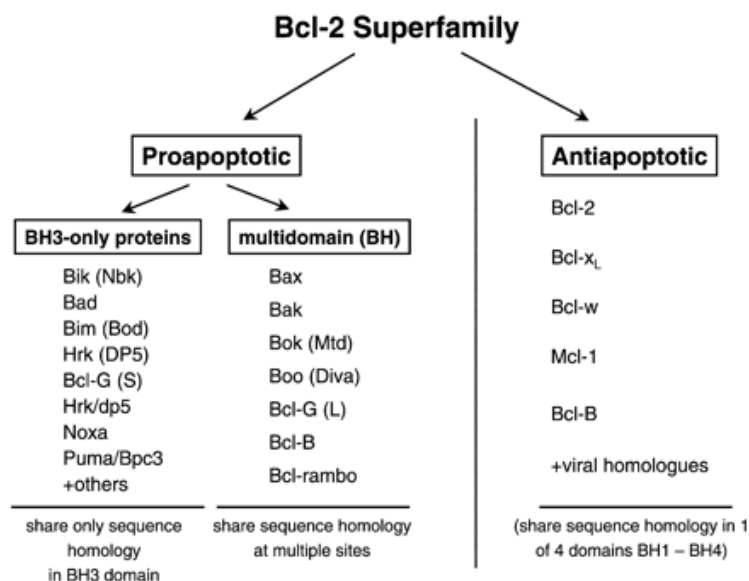 Bcl-2 Superfamily
Proapoptotic
BH3-only proteins
Bik (Nbk)
Bad
Bim (Bod)
Hrk (DP5)
Bcl-G (S)
Hrk/dp5
Noxa
Puma/Bpc3
+others
share only sequence
homology
in BH3 domain
multidomain (BH)
Bax
Bak
Bok (Mtd)
Boo (Diva)
Bcl-G (L)
Bcl-B
Bcl-rambo
share sequence homology
at multiple sites
Antiapoptotic
Bcl-2
Bcl-xL
Bcl-w
Mcl-1
Bcl-B
+viral homologues
(share sequence homology in 1
of 4 domains BH1 – BH4)